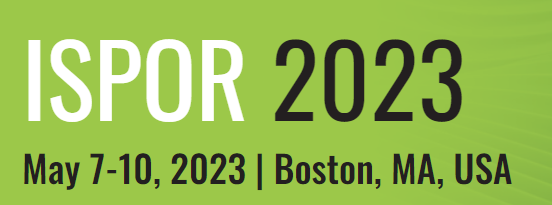 ISPOR 2023
May 7-10, 2023 | Boston, MA, USA